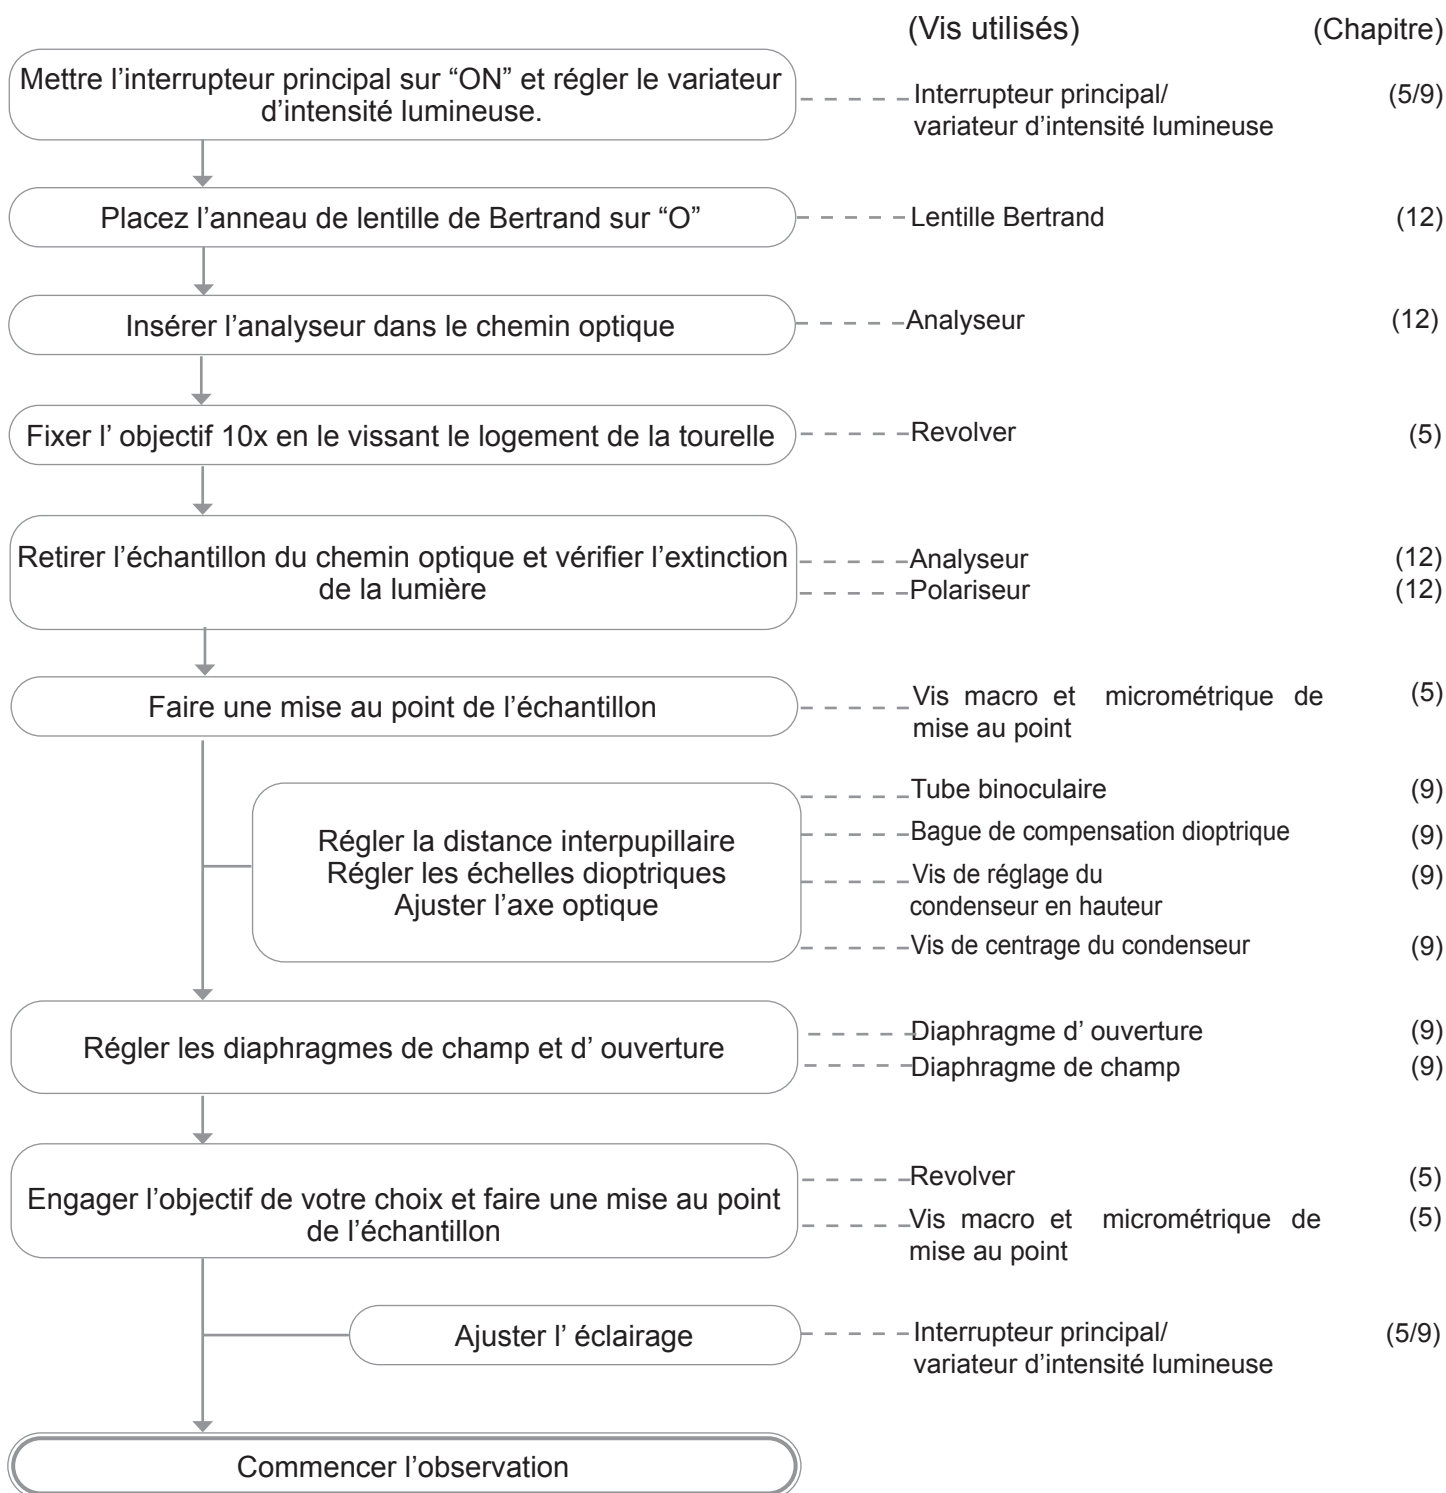 (Vis utilisés) (Chapitre)
Mettre l’interrupteur principal sur “ON” et régler le variateur
d’intensité lumineuse.
Interrupteur principal/ (5/9)
variateur d’intensité lumineuse
Placez l’anneau de lentille de Bertrand sur “O”
Lentille Bertrand (12)
Insérer l’analyseur dans le chemin optique
Analyseur (12)
Fixer l’ objectif 10x en le vissant le logement de la tourelle
Revolver (5)
Retirer l’échantillon du chemin optique et vérifier l’extinction
de la lumière
Analyseur (12)
Polariseur (12)
Faire une mise au point de l’échantillon
Vis macro et micrométrique de (5)
mise au point
Régler la distance interpupillaire
Régler les échelles dioptriques
Ajuster l’axe optique
Tube binoculaire (9)
Bague de compensation dioptrique (9)
Vis de réglage du (9)
condenseur en hauteur
Vis de centrage du condenseur (9)
Régler les diaphragmes de champ et d’ ouverture
Diaphragme d’ ouverture (9)
Diaphragme de champ (9)
Engager l’objectif de votre choix et faire une mise au point
de l’échantillon
Revolver (5)
Vis macro et micrométrique de (5)
mise au point
Ajuster l’ éclairage
Interrupteur principal/ (5/9)
variateur d’intensité lumineuse
Commencer l’observation